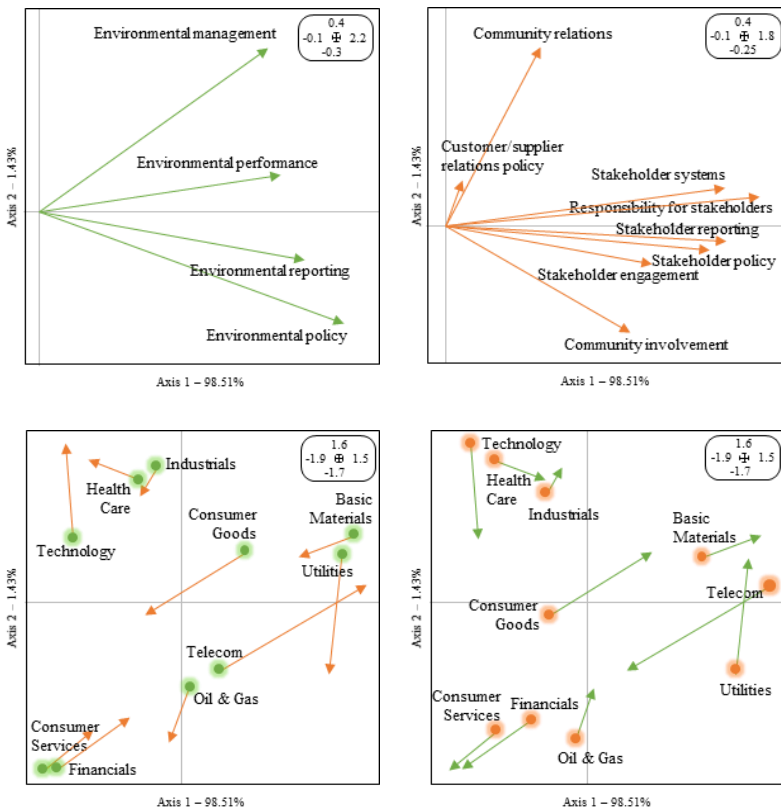 Environmental management
0.4
-0.1 ✠ 2.2
-0.3
Environmental performance
Environmental reporting
Environmental policy
Axis 2 – 1.43%
Axis 1 – 98.51%
Community relations
0.4
-0.1 ✠ 1.8
-0.25
Customer/supplier
relations policy
Stakeholder systems
Responsibility for stakeholders
Stakeholder reporting
Stakeholder policy
Stakeholder engagement
Community involvement
Axis 2 – 1.43%
Axis 1 – 98.51%
1.6
-1.9 ✠ 1.5
-1.7
Industrials
Health
Care
Technology
Consumer
Goods
Basic
Materials
Utilities
Telecom
Oil & Gas
Consumer
Services
Financials
Axis 2 – 1.43%
Axis 1 – 98.51%
1.6
-1.9 ✠ 1.5
-1.7
Technology
Health
Care
Industrials
Basic
Materials
Telecom
Consumer
Goods
Utilities
Consumer
Services
Financials
Oil & Gas
Axis 2 – 1.43%
Axis 1 – 98.51%